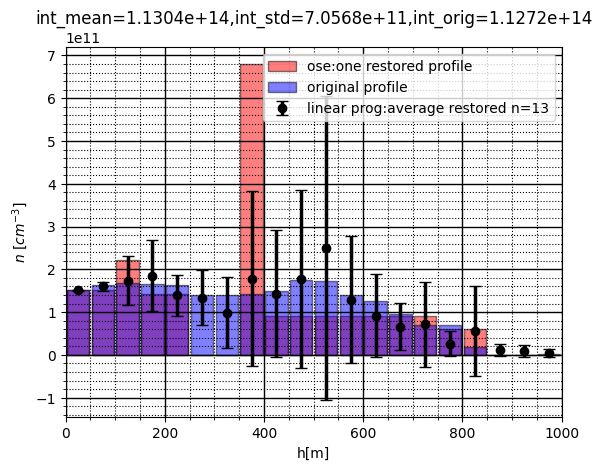 int_mean=1.1304e+14,int_std=7.0568e+11,int_orig=1.1272e+14
1e11
ose:one restored profile
original profile
linear prog:average restored n=13
7
6
5
4
3
2
1
0
−1
n [cm⁻³]
0 200 400 600 800 1000
h[m]